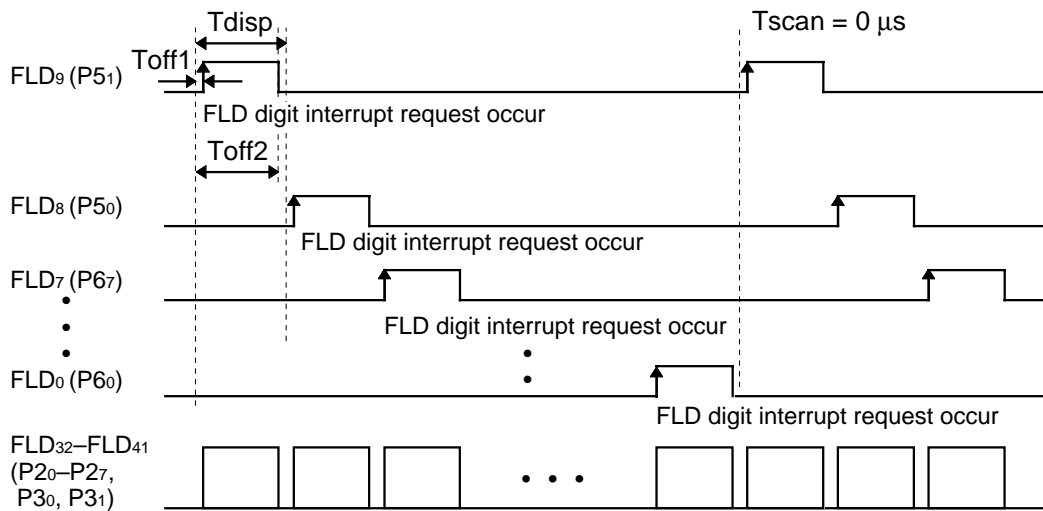 Tdisp
Tscan = 0 µs
Toff1
FLD9 (P51)
FLD digit interrupt request occur
Toff2
FLD8 (P50)
FLD digit interrupt request occur
FLD7 (P67)
FLD digit interrupt request occur
FLD0 (P60)
FLD digit interrupt request occur
FLD32–FLD41
(P20–P27,
P30, P31)